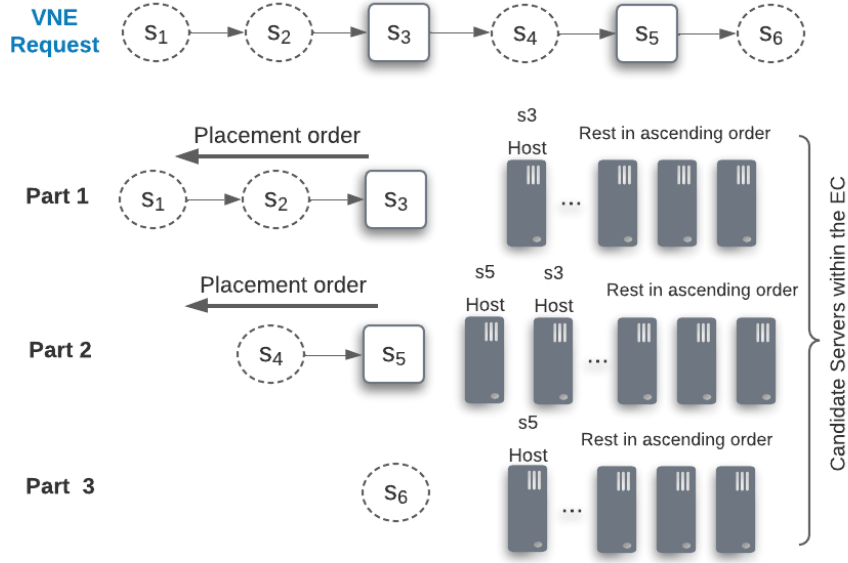 VNE
Request
s1 s2 s3 s4 s5 s6
s3
Placement order
Host
Rest in ascending order
Part 1
s1 s2 s3
...
s5 s3
Placement order
Host Host
Rest in ascending order
Part 2
s4 s5
...
s5
Host
Rest in ascending order
Part 3
s6
...
Candidate Servers within the EC